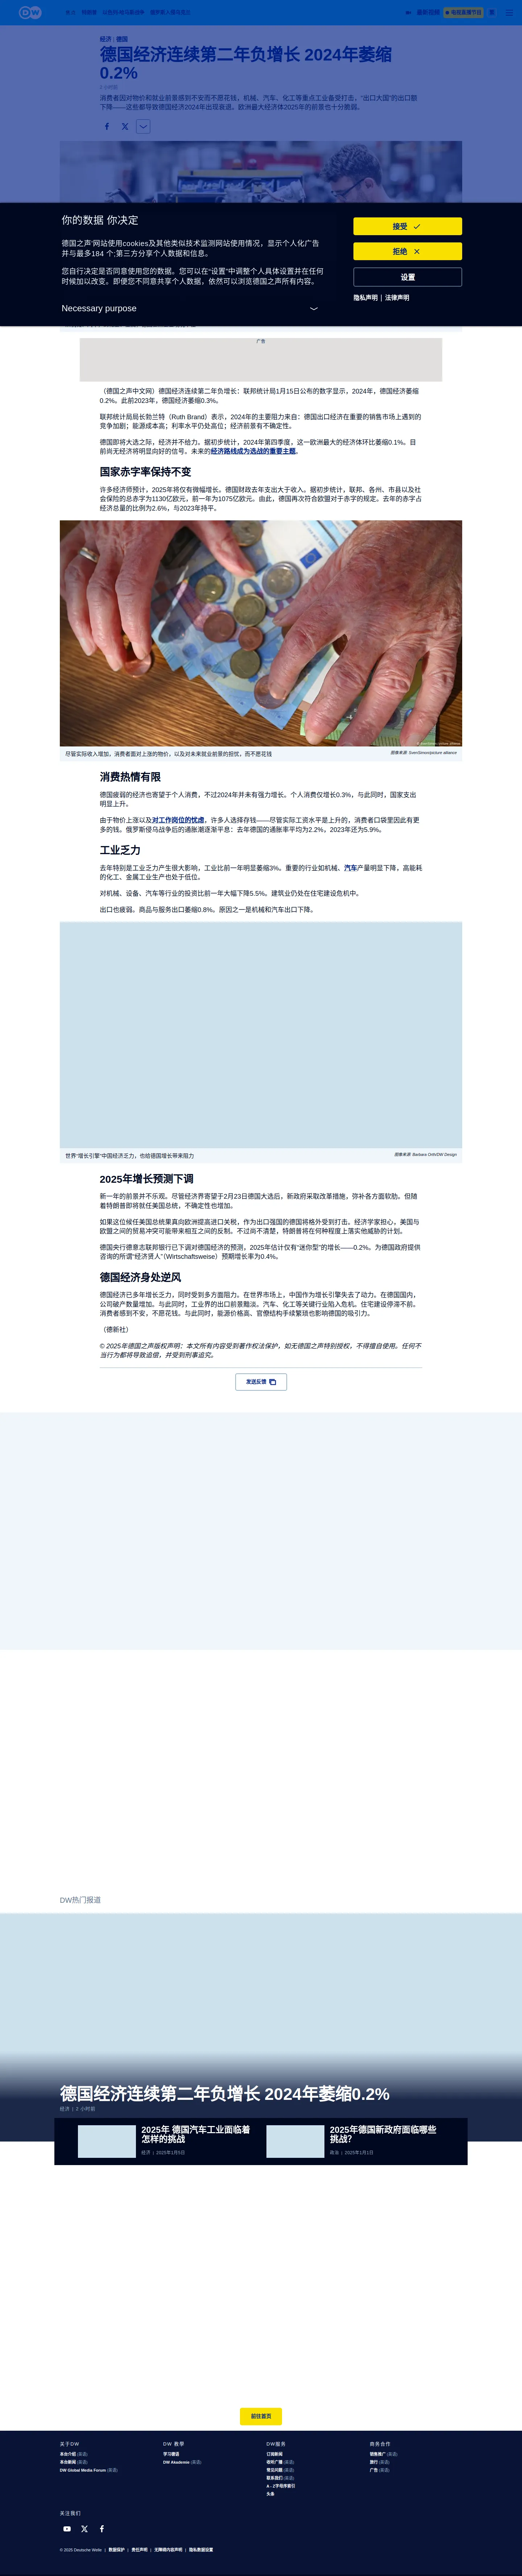 DW
经济 | 德国
德国经济连续第二年负增长 2024年萎缩
0.2%
2 小时前
消费者因对物价和就业前景感到不安而不愿花钱，机械、汽车、化工等重点工业备受打击，"出口大国"的出口额
下降——这些都导致德国经济2024年出现衰退。欧洲最大经济体2025年的前景也十分脆弱。
你的数据 你决定
德国之声网站使用cookies及其他类似技术监测网站使用情况，显示个人化广告
并与最多184 个;第三方分享个人数据和信息。
您自行决定是否同意使用您的数据。您可以在“设置”中调整个人具体设置并在任何
时候加以改变。即便您不同意共享个人数据，依然可以浏览德国之声所有内容。
Necessary purpose
接受
拒绝
设置
隐私声明 | 法律声明
广告
（德国之声中文网）德国经济连续第二年负增长：联邦统计局1月15日公布的数字显示，2024年，德国经济萎缩
0.2%。此前2023年，德国经济萎缩0.3%。
联邦统计局局长勃兰特（Ruth Brand）表示，2024年的主要阻力来自：德国出口经济在重要的销售市场上遇到的
竞争加剧；能源成本高；利率水平仍处高位；经济前景有不确定性。
德国即将大选之际，经济并不给力。据初步统计，2024年第四季度，这一欧洲最大的经济体环比萎缩0.1%。目
前尚无经济将明显向好的信号。未来的经济路线成为选战的重要主题。
国家赤字率保持不变
许多经济师预计，2025年将仅有微幅增长。德国财政去年支出大于收入。据初步统计，联邦、各州、市县以及社
会保险的总赤字为1130亿欧元，前一年为1075亿欧元。由此，德国再次符合欧盟对于赤字的规定。去年的赤字占
经济总量的比例为2.6%，与2023年持平。
尽管实际收入增加，消费者面对上涨的物价，以及对未来就业前景的担忧，而不愿花钱
图像来源: SvenSimon/picture alliance
消费热情有限
德国疲弱的经济也寄望于个人消费，不过2024年并未有强力增长。个人消费仅增长0.3%，与此同时，国家支出
明显上升。
由于物价上涨以及对工作岗位的忧虑，许多人选择存钱——尽管实际工资水平是上升的，消费者口袋里因此有更
多的钱。俄罗斯侵乌战争后的通胀潮逐渐平息：去年德国的通胀率平均为2.2%，2023年还为5.9%。
工业乏力
去年特别是工业乏力产生很大影响，工业比前一年明显萎缩3%。重要的行业如机械、汽车产量明显下降，高能耗
的化工、金属工业生产也处于低位。
对机械、设备、汽车等行业的投资比前一年大幅下降5.5%。建筑业仍处在住宅建设危机中。
出口也疲弱。商品与服务出口萎缩0.8%。原因之一是机械和汽车出口下降。
世界“增长引擎”中国经济乏力，也给德国增长带来阻力
图像来源: Barbara Orth/DW Design
2025年增长预测下调
新一年的前景并不乐观。尽管经济界寄望于2月23日德国大选后，新政府采取改革措施，弥补各方面软肋。但随
着特朗普即将就任美国总统，不确定性也增加。
如果这位候任美国总统果真向欧洲提高进口关税，作为出口强国的德国将格外受到打击。经济学家担心，美国与
欧盟之间的贸易冲突可能带来相互之间的反制。不过尚不清楚，特朗普将在何种程度上落实他威胁的计划。
德国央行德意志联邦银行已下调对德国经济的预测，2025年估计仅有“迷你型”的增长——0.2%。为德国政府提供
咨询的所谓“经济贤人”（Wirtschaftsweise）预期增长率为0.4%。
德国经济身处逆风
德国经济已多年增长乏力，同时受到多方面阻力。在世界市场上，中国作为增长引擎失去了动力。在德国国内，
公司破产数量增加。与此同时，工业界的出口前景黯淡。汽车、化工等关键行业陷入危机。住宅建设停滞不前。
消费者感到不安，不愿花钱。与此同时，能源价格高、官僚结构手续繁琐也影响德国的吸引力。
（德新社）
© 2025年德国之声版权声明：本文所有内容受到著作权法保护，如无德国之声特别授权，不得擅自使用。任何不
当行为都将导致追偿，并受到刑事追究。
发送反馈
DW热门报道
德国经济连续第二年负增长 2024年萎缩0.2%
经济 | 2 小时前
2025年 德国汽车工业面临着
怎样的挑战
经济 | 2025年1月5日
2025年德国新政府面临哪些
挑战？
政治 | 2025年1月1日
前往首页
关于DW
本台介绍 (英语)
本台新闻 (英语)
DW Global Media Forum (英语)
DW 教學
学习德语
DW Akademie (英语)
DW服务
订阅新闻
收听广播 (英语)
常见问题 (英语)
联系我们 (英语)
A - Z字母序索引
头条
商务合作
销售推广 (英语)
旅行 (英语)
广告 (英语)
关注我们
© 2025 Deutsche Welle | 数据保护 | 责任声明 | 无障碍内容声明 | 隐私数据设置